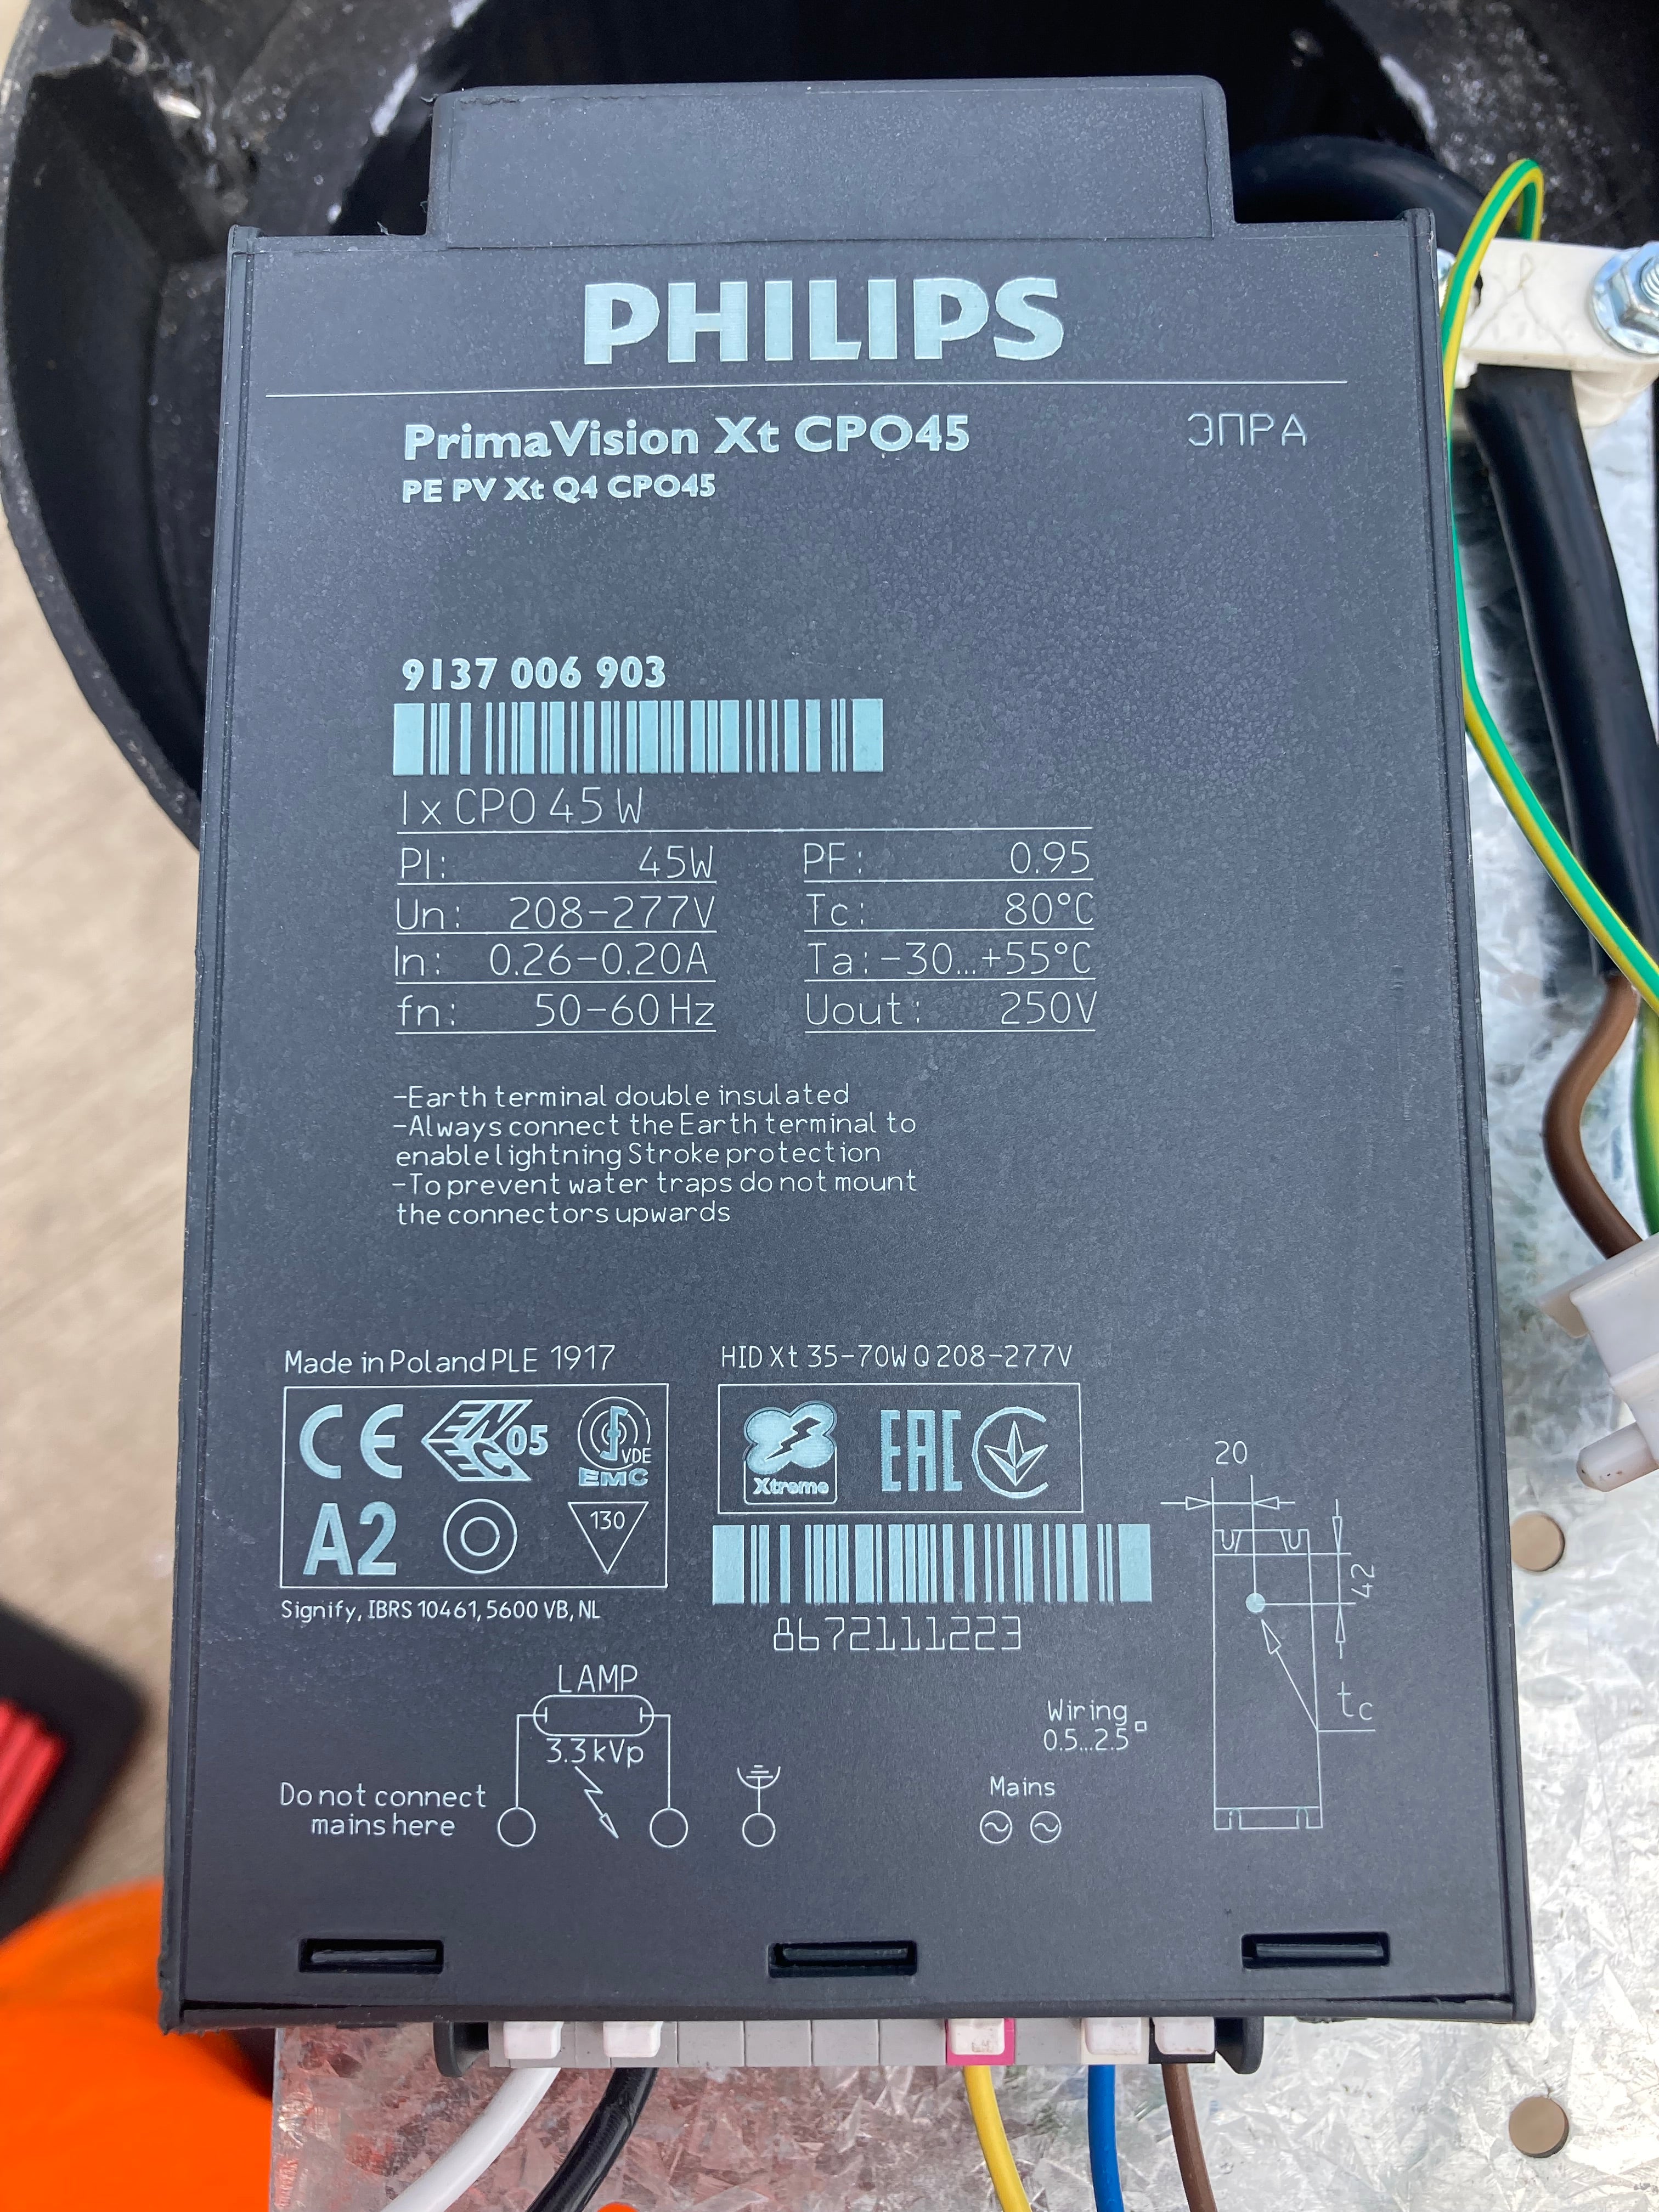 PHILIPS
PrimaVision Xt CPO45
ЭПРА
PE PV Xt Q4 CPO45
9137 006 903
1 x CPO 45 W
Pl: 45W PF: 0.95
Un: 208-277V Tc: 80°C
In: 0.26-0.20A Ta: -30...+55°C
fn: 50-60 Hz Uout: 250V
-Earth terminal double insulated
-Always connect the Earth terminal to
enable lightning Stroke protection
-To prevent water traps do not mount
the connectors upwards
Made in Poland PLE 1917
HID Xt 35-70W Q 208-277V
CE ENEC 05 VDE
EMC
A2 130
Xtreme
EAC
Signify, IBRS 10461, 5600 VB, NL
8672111223
20
42
tc
LAMP
3.3 kVp
Do not connect
mains here
Wiring
0.5...2.5
Mains